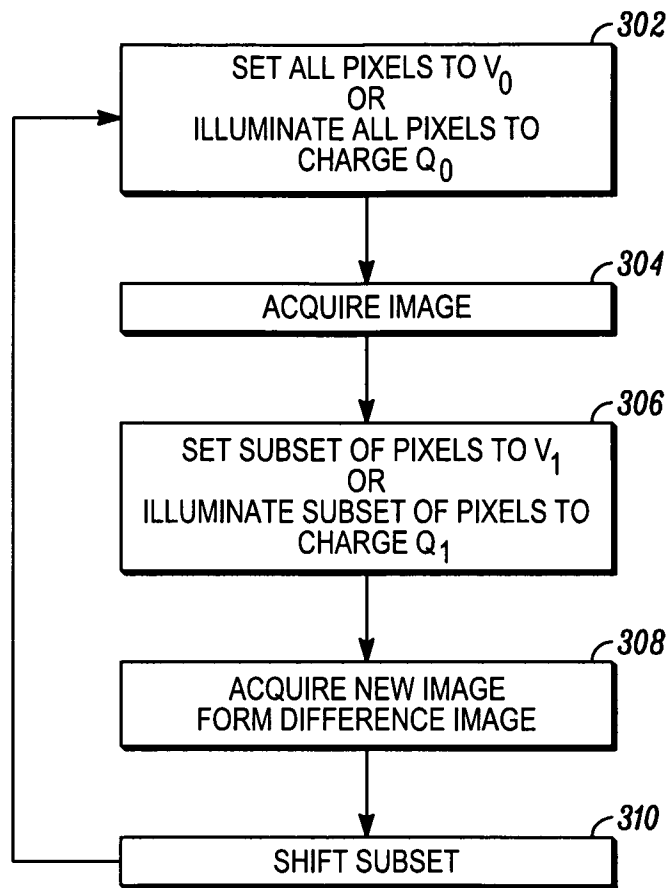 302
SET ALL PIXELS TO V0
OR
ILLUMINATE ALL PIXELS TO
CHARGE Q0
304
ACQUIRE IMAGE
306
SET SUBSET OF PIXELS TO V1
OR
ILLUMINATE SUBSET OF PIXELS TO
CHARGE Q1
308
ACQUIRE NEW IMAGE
FORM DIFFERENCE IMAGE
310
SHIFT SUBSET